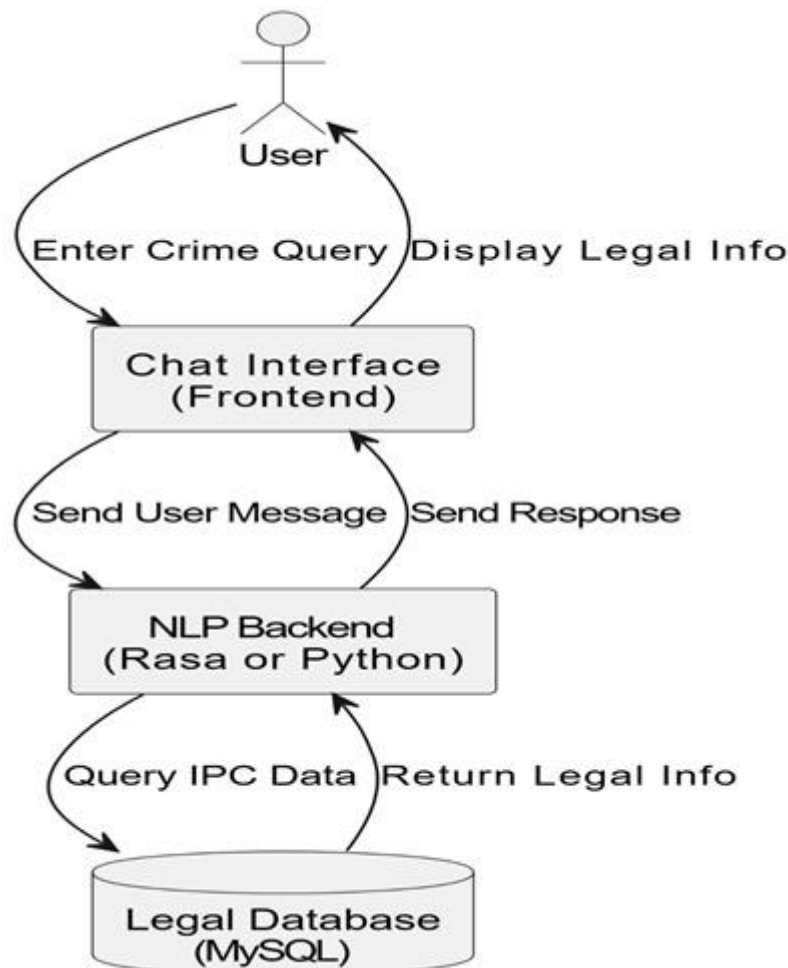 User
Enter Crime Query
Display Legal Info
Chat Interface
(Frontend)
Send User Message
Send Response
NLP Backend
(Rasa or Python)
Query IPC Data
Return Legal Info
Legal Database
(MySQL)